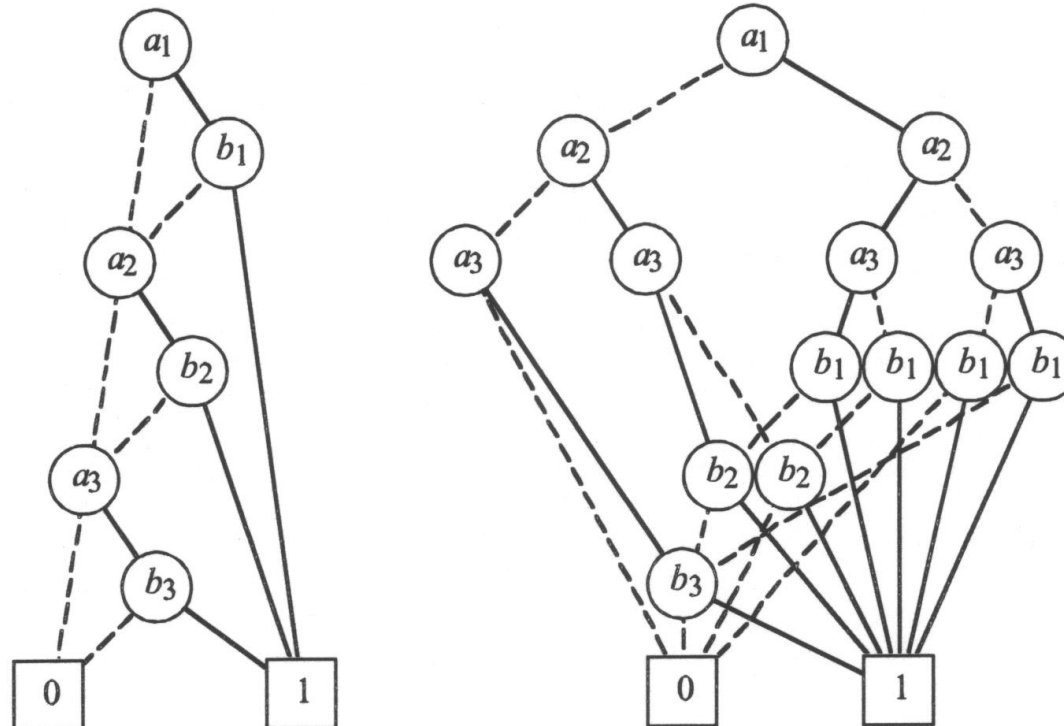 a1 a1
b1 a2 a2
a2 a3 a3 a3 a3
b2 b1 b1 b1 b1
a3 b2 b2
b3 b3
0 1 0 1